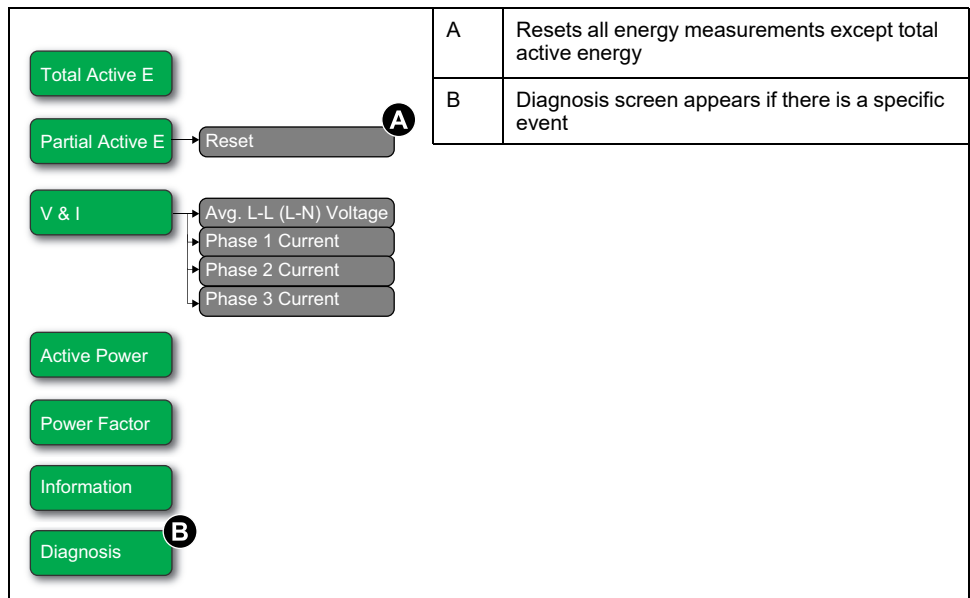 Total Active E
Partial Active E
Reset
A
V & I
Avg. L-L (L-N) Voltage
Phase 1 Current
Phase 2 Current
Phase 3 Current
Active Power
Power Factor
Information
Diagnosis
B
A
Resets all energy measurements except total
active energy
B
Diagnosis screen appears if there is a specific
event